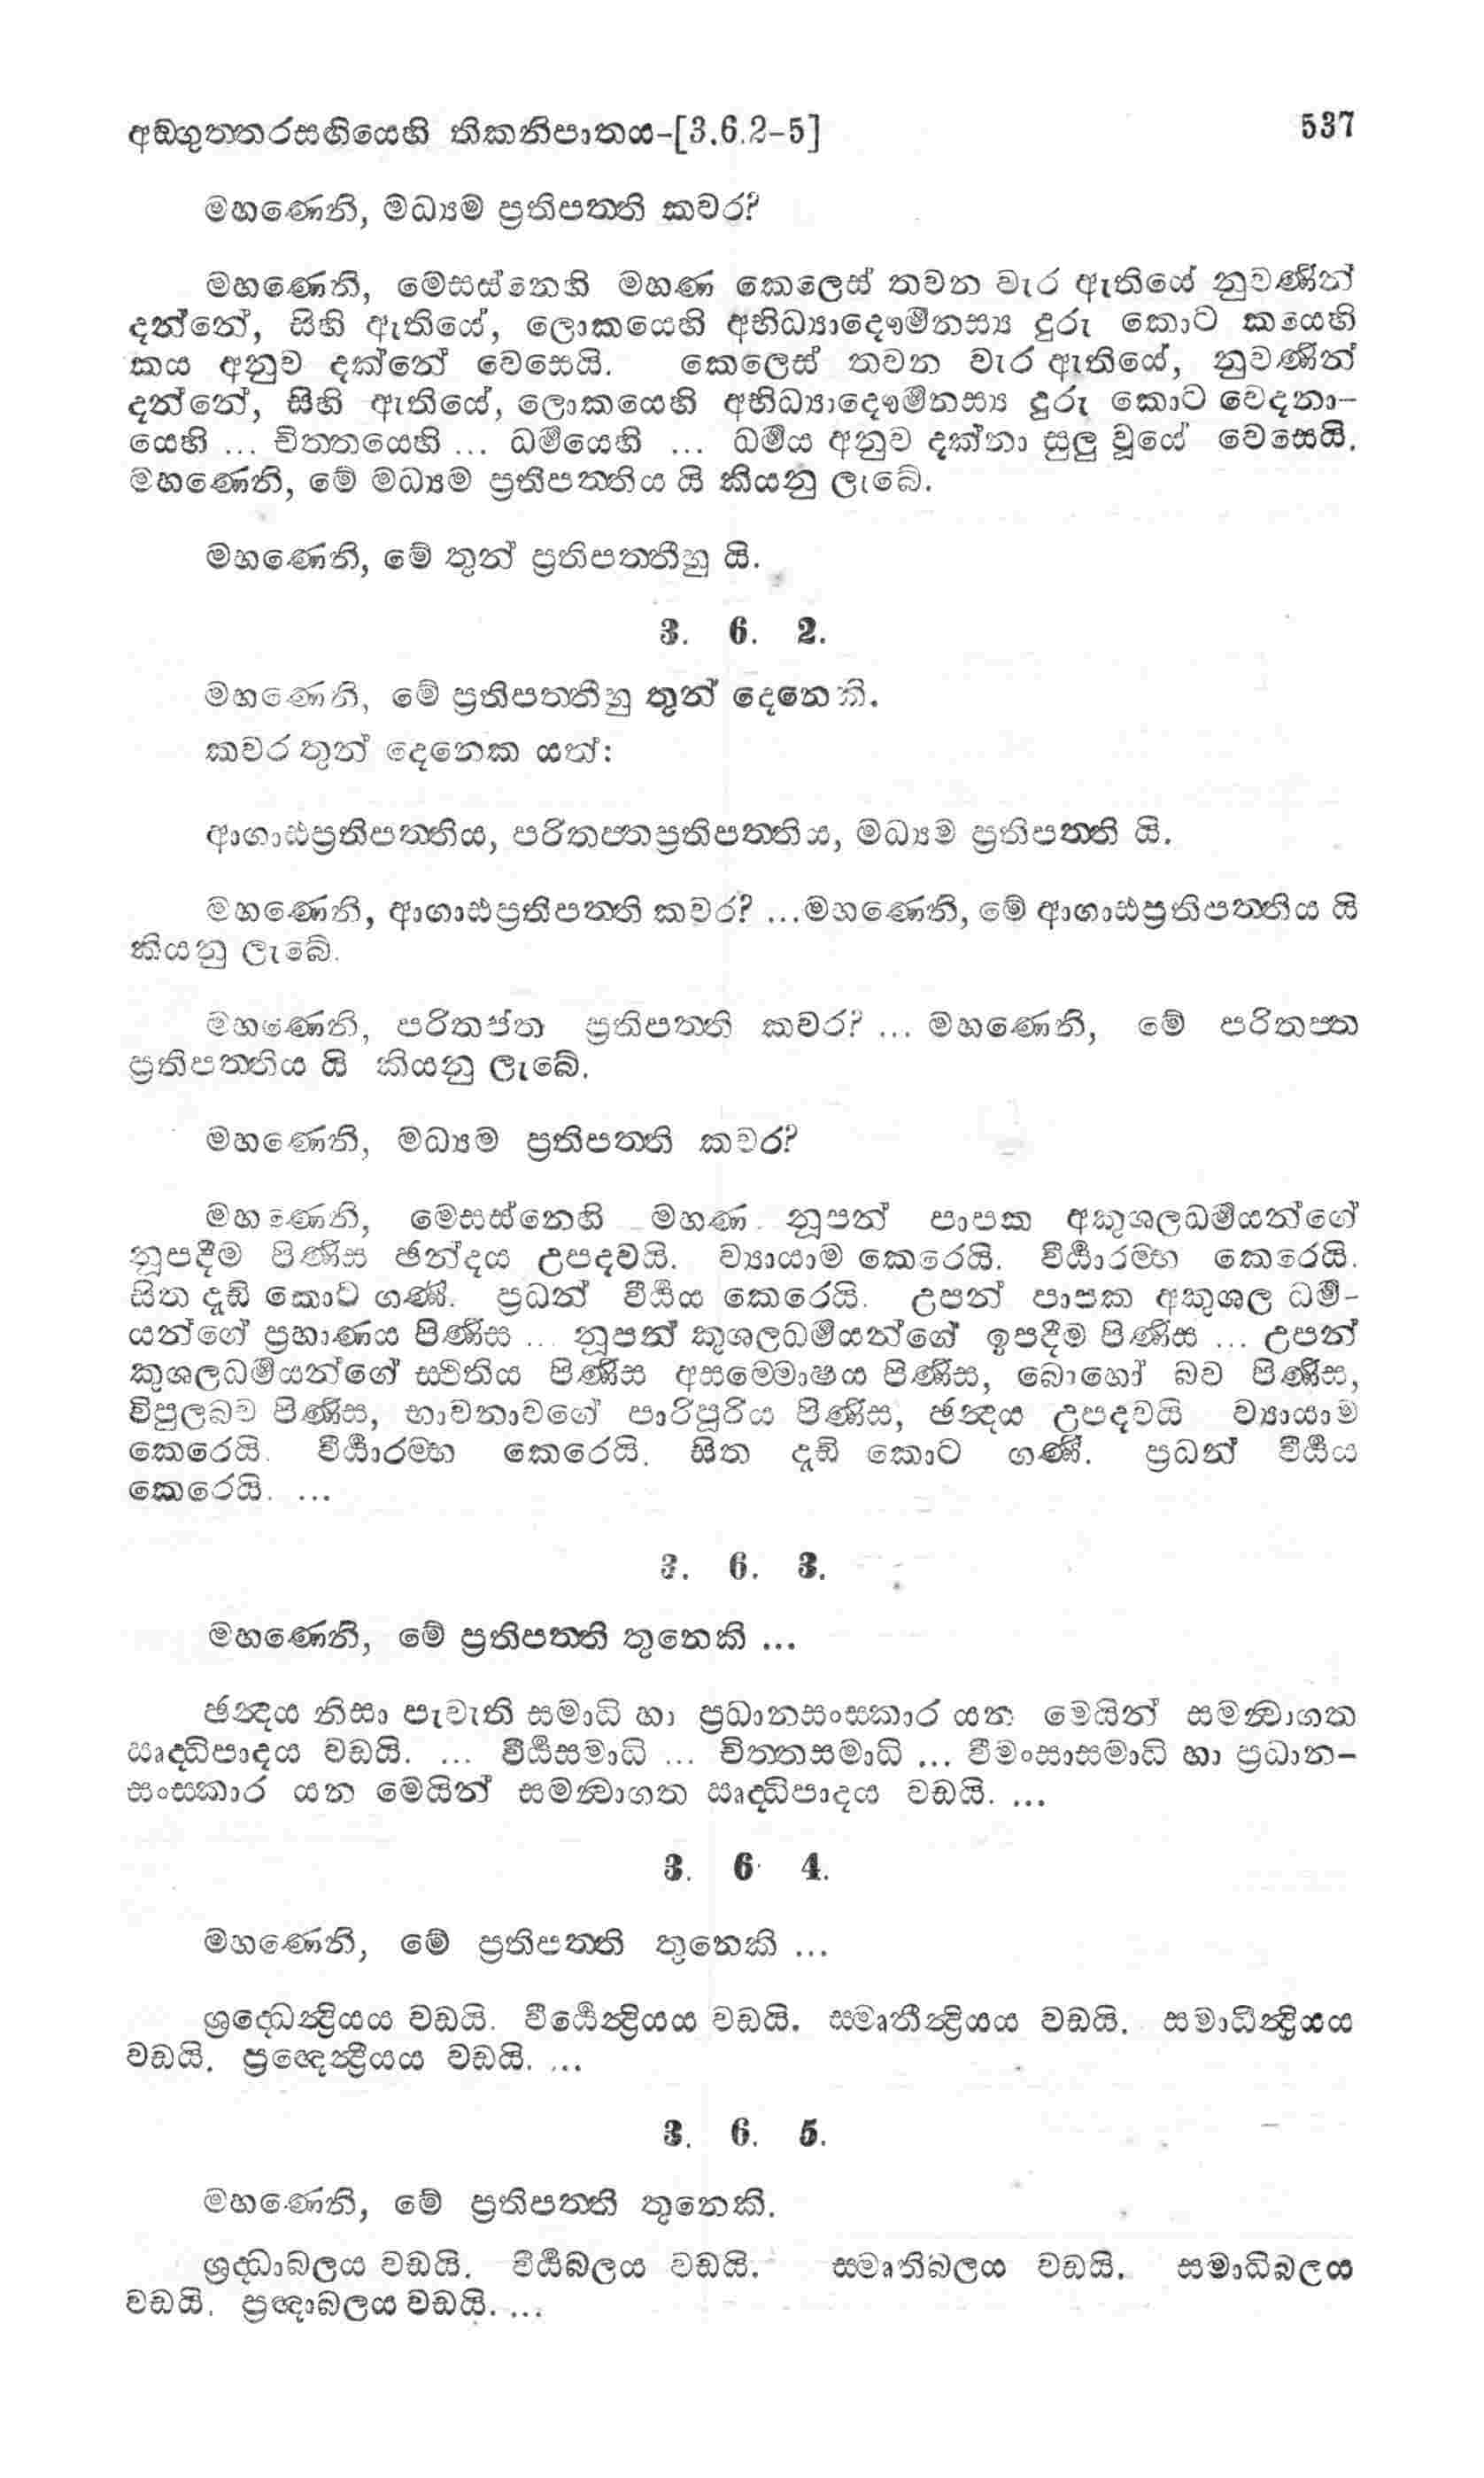 අඞ්ගුත්තරසඟියෙහි තිකනිපාතය-[3.6.2-5] 537
මහණෙනි, මධ්‍යම ප්‍රතිපත්ති කවර?
මහණෙනි, මේසස්නෙහි මහණ කෙලෙස් තවන වැර ඇතියේ නුවණින්
දන්නේ, සිහි ඇතියේ, ලොකයෙහි අභිධ්‍යාදෞර්මනස්‍ය දුරු කොට කයෙහි
කය අනුව දක්නේ වෙසෙයි. කෙලෙස් තවන වැර ඇතියේ, නුවණින්
දන්නේ, සිහි ඇතියේ, ලොකයෙහි අභිධ්‍යාදෞර්මනස්‍ය දුරු කොට වේදනා-
යෙහි ... චිත්තයෙහි ... ධර්මයෙහි ... ධර්මය අනුව දක්නා සුලු වූයේ වෙසෙයි.
මහණෙනි, මේ මධ්‍යම ප්‍රතිපත්තිය යි කියනු ලැබේ.
මහණෙනි, මේ තුන් ප්‍රතිපත්තීහු යි.
3. 6. 2.
මහණෙනි, මේ ප්‍රතිපත්තීහු තුන් දෙනෙකි.
කවර තුන් දෙනෙක යත්:
ආගාඪප්‍රතිපත්තිය, පරිතප්තප්‍රතිපත්තිය, මධ්‍යම ප්‍රතිපත්ති යි.
මහණෙනි, ආගාඪප්‍රතිපත්ති කවර? ...මහණෙනි, මේ ආගාඪප්‍රතිපත්තිය යි
කියනු ලැබේ.
මහණෙනි, පරිතප්ත ප්‍රතිපත්ති කවර? ... මහණෙනි, මේ පරිතප්ත
ප්‍රතිපත්තිය යි කියනු ලැබේ.
මහණෙනි, මධ්‍යම ප්‍රතිපත්ති කවර?
මහණෙනි, මෙසස්නෙහි මහණ නූපන් පාපක අකුශලධර්මයන්ගේ
නූපදීම පිණිස ඡන්දය උපදවයි. ව්‍යායාම කෙරෙයි. වීර්‍ය්‍යාරම්භ කෙරෙයි.
සිත දැඩි කොට ගණී. ප්‍රධන් වීර්‍ය්‍යය කෙරෙයි. උපන් පාපක අකුශල ධර්ම-
යන්ගේ ප්‍රහාණය පිණිස ... නූපන් කුශලධර්මයන්ගේ ඉපදීම පිණිස ... උපන්
කුශලධර්මයන්ගේ ස්ථිතිය පිණිස අසම්මොෂය පිණිස, බොහෝ බව පිණිස,
විපුලබව පිණිස, භාවනාවගේ පාරිපූරිය පිණිස, ඡන්‍දය උපදවයි ව්‍යායාම
කෙරෙයි. වීර්‍ය්‍යාරම්භ කෙරෙයි. සිත දැඩි කොට ගණී. ප්‍රධන් වීර්‍ය්‍යය
කෙරෙයි. ...
3. 6. 3.
මහණෙනි, මේ ප්‍රතිපත්ති තුනෙකි ...
ඡන්‍දය නිසා පැවැති සමාධි හා ප්‍රධානසංස්කාර යන මෙයින් සමන්‍වාගත
ඍද්ධිපාදය වඩයි. ... වීර්‍ය්‍යසමාධි ... චිත්තසමාධි ... වීමංසාසමාධි හා ප්‍රධාන-
සංස්කාර යන මෙයින් සමන්‍වාගත ඍද්ධිපාදය වඩයි. ...
3. 6 4.
මහණෙනි, මේ ප්‍රතිපත්ති තුනෙකි ...
ශ්‍රද්ධෙන්‍ද්‍රියය වඩයි. වීර්‍ය්‍යෙන්‍ද්‍රියය වඩයි. ස්මෘතීන්‍ද්‍රියය වඩයි. සමාධීන්‍ද්‍රියය
වඩයි. ප්‍රඥෙන්‍ද්‍රීයය වඩයි. ...
3. 6. 5.
මහණෙනි, මේ ප්‍රතිපත්ති තුනෙකි.
ශ්‍රද්ධාබලය වඩයි. වීර්‍ය්‍යබලය වඩයි. ස්මෘතිබලය වඩයි. සමාධිබලය
වඩයි. ප්‍රඥාබලය වඩයි. ...